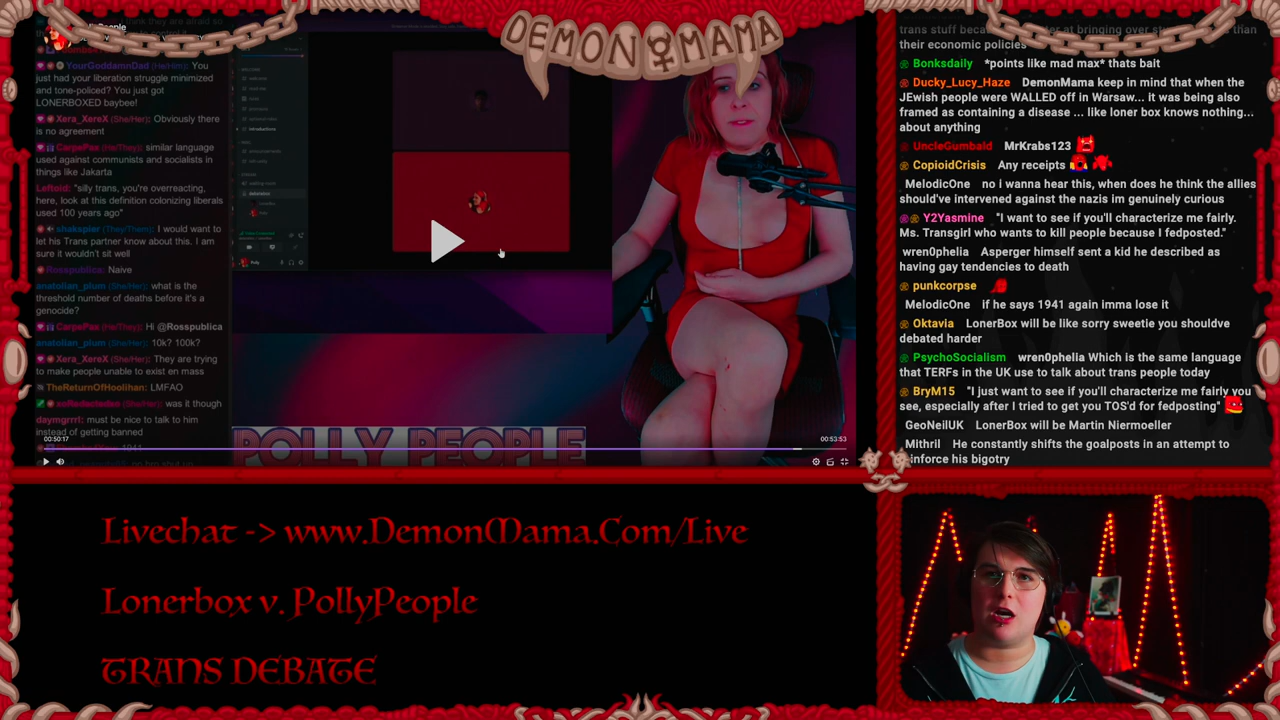 think they are afraid so
YourGoddamnDad (He/Him): You
just had your liberation struggle minimized
and tone-policed? You just got
LONERBOXED baybee!
Xera_XereX (She/Her): Obviously there
is no agreement
CarpePax (He/They): similar language
used against communists and socialists in
things like Jakarta
Leftoid: "silly trans, you're overreacting,
here, look at this definition colonizing liberals
used 100 years ago"
shakspier (They/Them): I would want to
let his Trans partner know about this. I am
sure it wouldn't sit well
Rosspublica: Naive
anatolian_plum (She/Her): what is the
threshold number of deaths before it's a
genocide?
CarpePax (He/They): Hi @Rosspublica
anatolian_plum (She/Her): 10k? 100k?
Xera_XereX (She/Her): They are trying
to make people unable to exist en mass
TheReturnOfHoolihan: LMFAO
xoRedactedox (She/Her): was it though
daymgrrrl: must be nice to talk to him
instead of getting banned
00:50:17
00:53:53
POLLY PEOPLE
DEMON MAMA
their economic policies
Bonksdaily *points like mad max* thats bait
Ducky_Lucy_Haze DemonMama keep in mind that when the
JEwish people were WALLED off in Warsaw... it was being also
framed as containing a disease ... like loner box knows nothing...
about anything
UncleGumbald MrKrabs123
CopioidCrisis Any receipts
MelodicOne no i wanna hear this, when does he think the allies
should've intervened against the nazis im genuinely curious
Y2Yasmine "I want to see if you'll characterize me fairly.
Ms. Transgirl who wants to kill people because I fedposted."
wren0phelia Asperger himself sent a kid he described as
having gay tendencies to death
punkcorpse
MelodicOne if he says 1941 again imma lose it
Oktavia LonerBox will be like sorry sweetie you shouldve
debated harder
PsychoSocialism wren0phelia Which is the same language
that TERFs in the UK use to talk about trans people today
BryM15 "I just want to see if you'll characterize me fairly you
see, especially after I tried to get you TOS'd for fedposting"
GeoNeilUK LonerBox will be Martin Niermoeller
Mithril He constantly shifts the goalposts in an attempt to
inforce his bigotry
Livechat -> www.DemonMama.Com/Live
Lonerbox v. PollyPeople
TRANS DEBATE